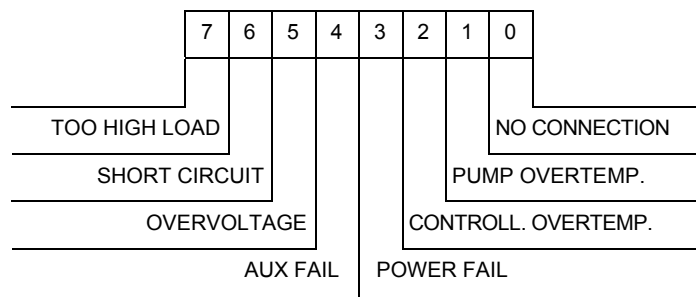 7 6 5 4 3 2 1 0
TOO HIGH LOAD NO CONNECTION
SHORT CIRCUIT PUMP OVERTEMP.
OVERVOLTAGE CONTROLL. OVERTEMP.
AUX FAIL POWER FAIL